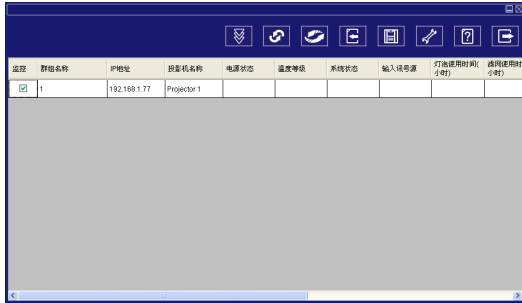 监控 群组名称 IP地址 投影机名称 电源状态 温度等级 系统状态 输入讯号源 灯泡使用时间(小时) 滤网使用时小时)
1 192.168.1.77 Projector 1